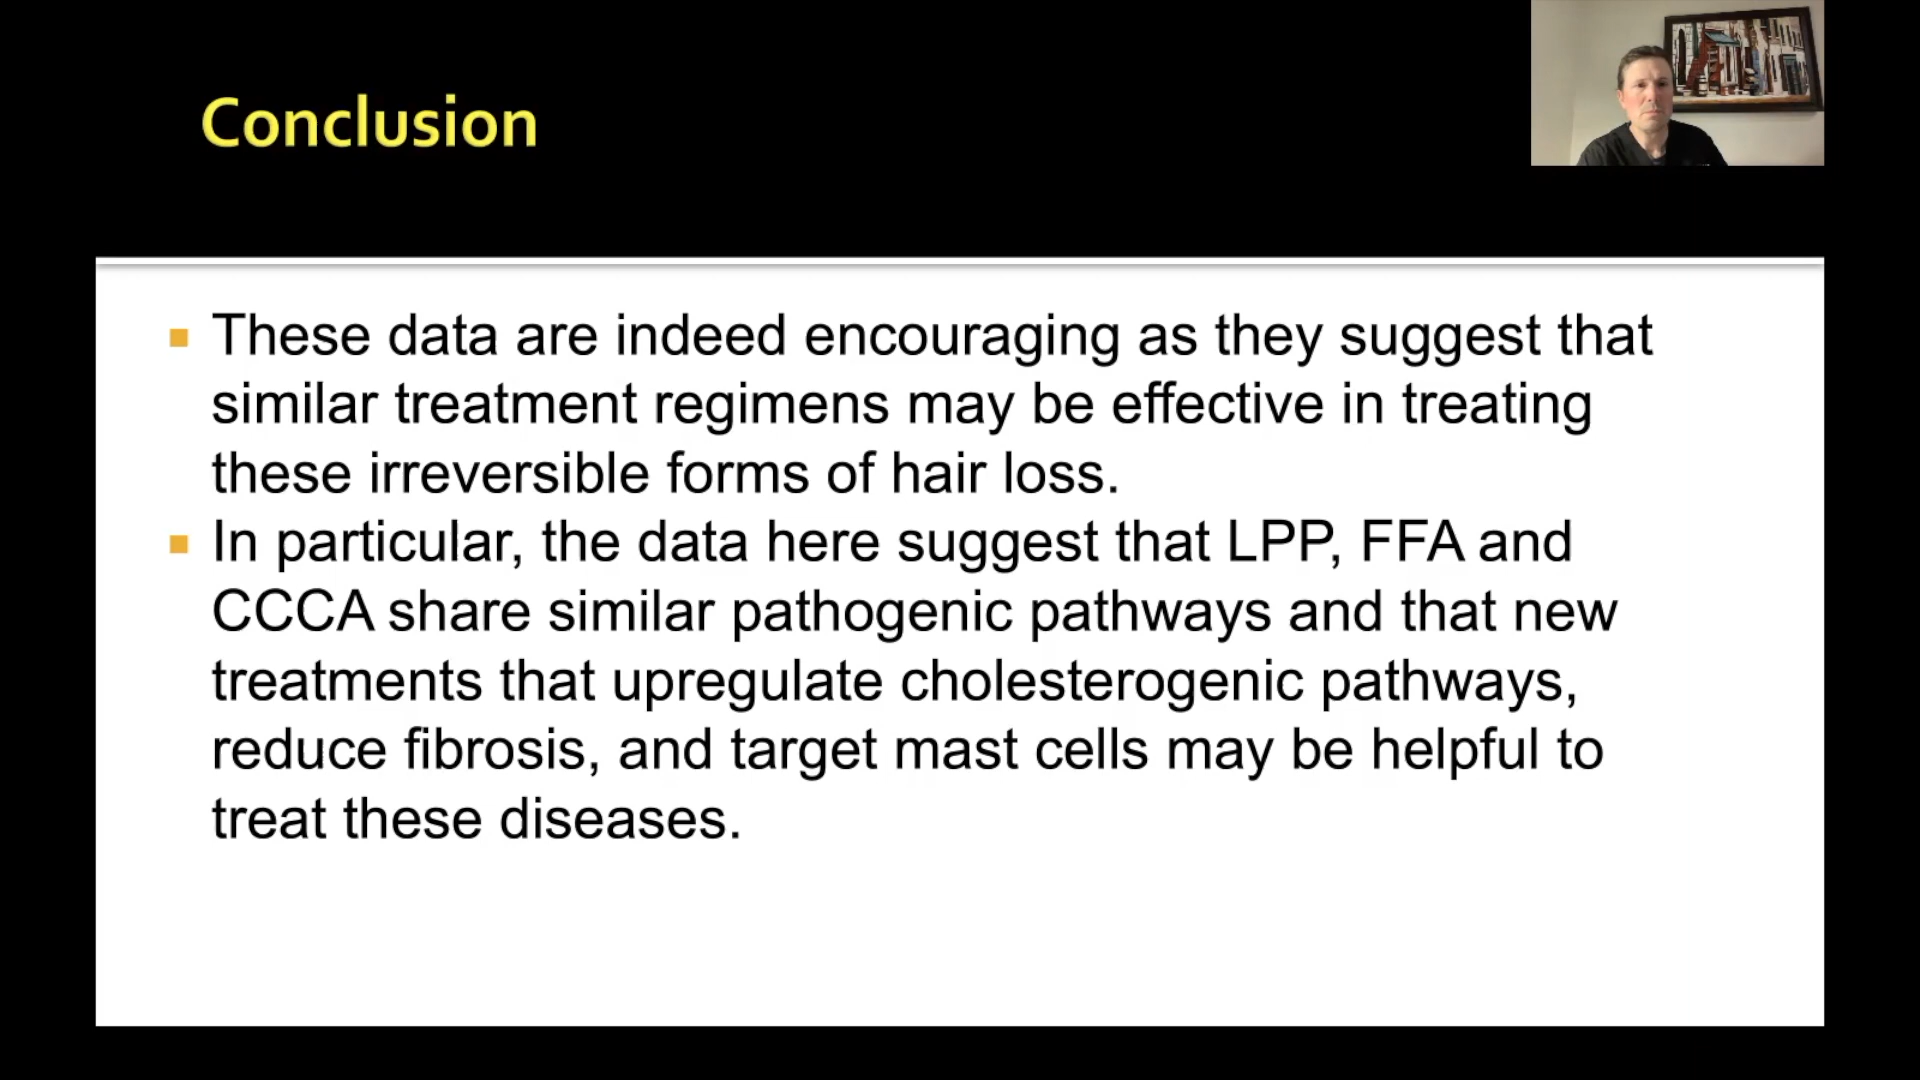 Conclusion
These data are indeed encouraging as they suggest that
similar treatment regimens may be effective in treating
these irreversible forms of hair loss.
In particular, the data here suggest that LPP, FFA and
CCCA share similar pathogenic pathways and that new
treatments that upregulate cholesterogenic pathways,
reduce fibrosis, and target mast cells may be helpful to
treat these diseases.